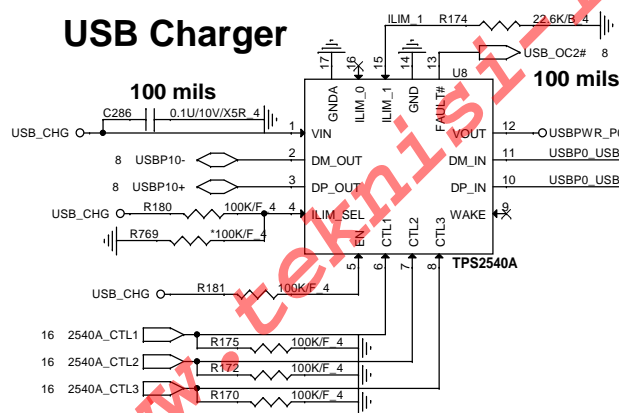 USB Charger
ILIM_1 R174 22.6K/B_4
USB_OC2# 8
17 16 15 14 13
U8
100 mils
100 mils
GNDA ILIM_0 ILIM_1 GND FAULT#
C286 0.1U/10V/X5R_4
USB_CHG 1 VIN VOUT 12
8 USBP10- 2 DM_OUT DM_IN 11 USBP0_USB
8 USBP10+ 3 DP_OUT DP_IN 10 USBP0_USB
USB_CHG R180 100K/F_4 4 ILIM_SEL WAKE 9
R769 *100K/F_4
EN CTL1 CTL2 CTL3
TPS2540A
5 6 7 8
USB_CHG R181 100K/F_4
16 2540A_CTL1
R175 100K/F_4
16 2540A_CTL2
R172 100K/F_4
16 2540A_CTL3
R170 100K/F_4
www.teknisi-